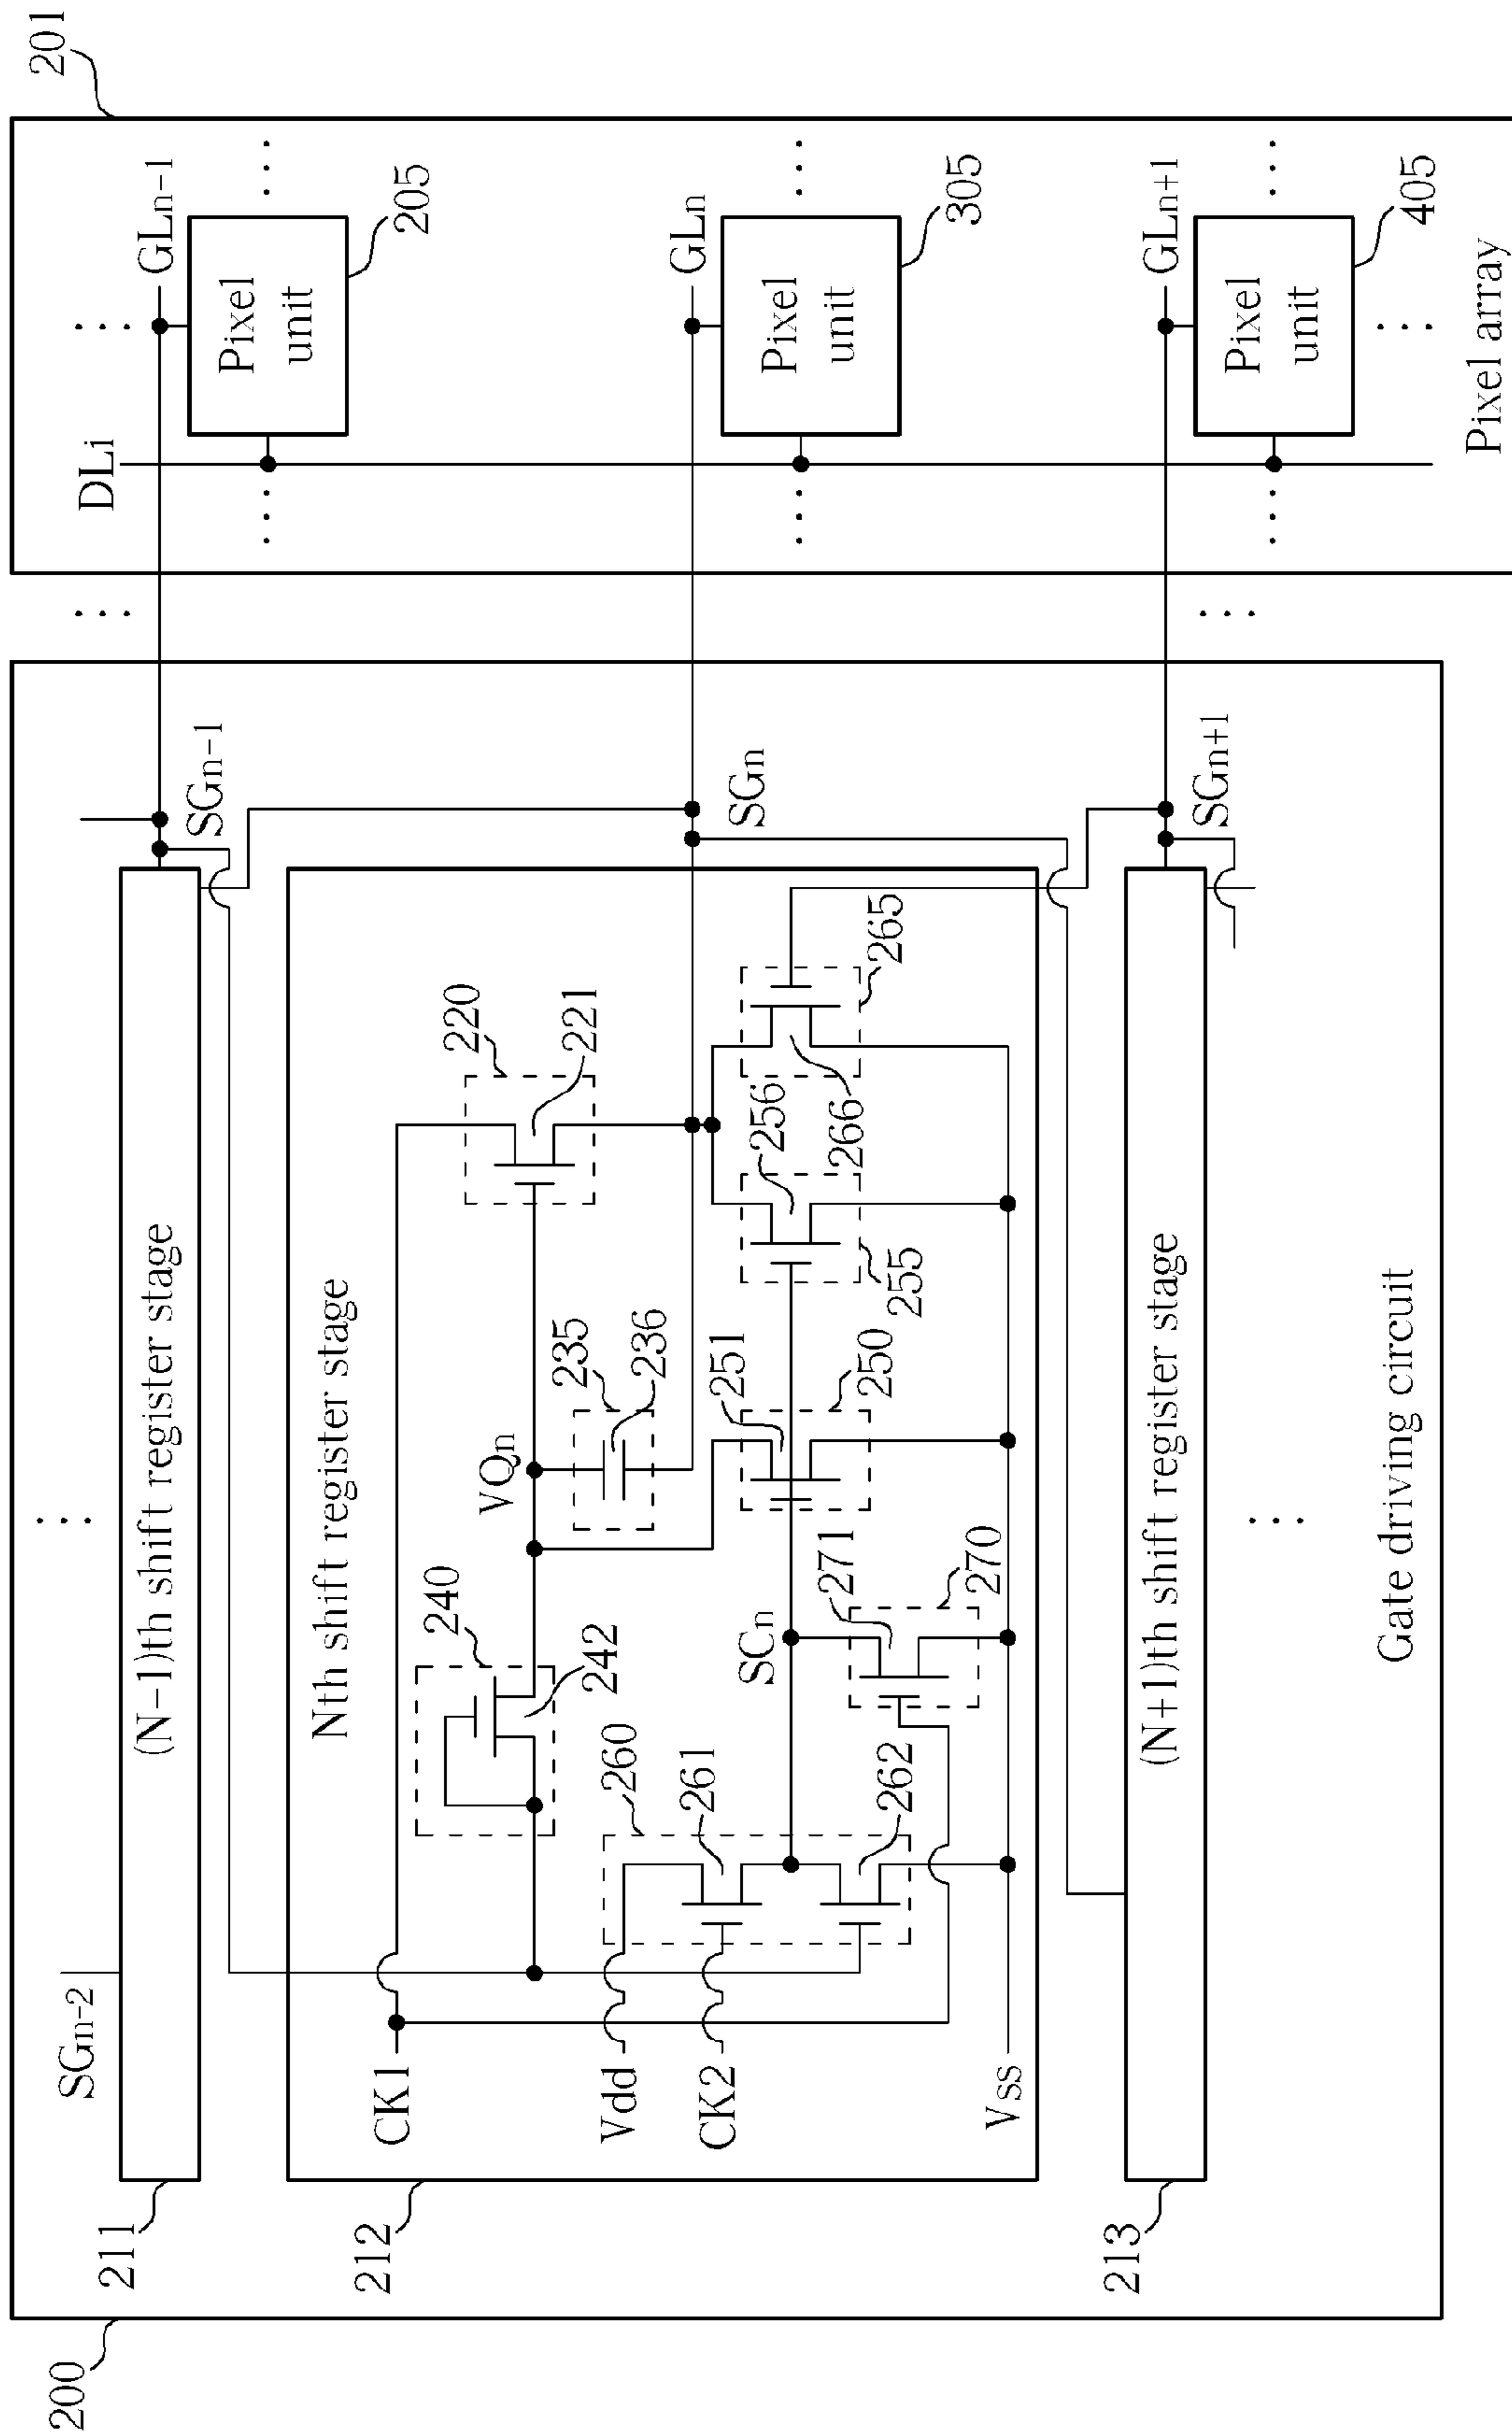 200
201
211
SGn-2
(N-1)th shift register stage
SGn-1
DLi
GLn-1
Pixel
unit
205
212
Nth shift register stage
CK1
240
242
VQn
220
221
235
236
Vdd
260
261
CK2
262
SCn
271
270
251
250
256
255
266
265
Vss
SGn
GLn
Pixel
unit
305
213
(N+1)th shift register stage
SGn+1
GLn+1
Pixel
unit
405
Gate driving circuit
Pixel array